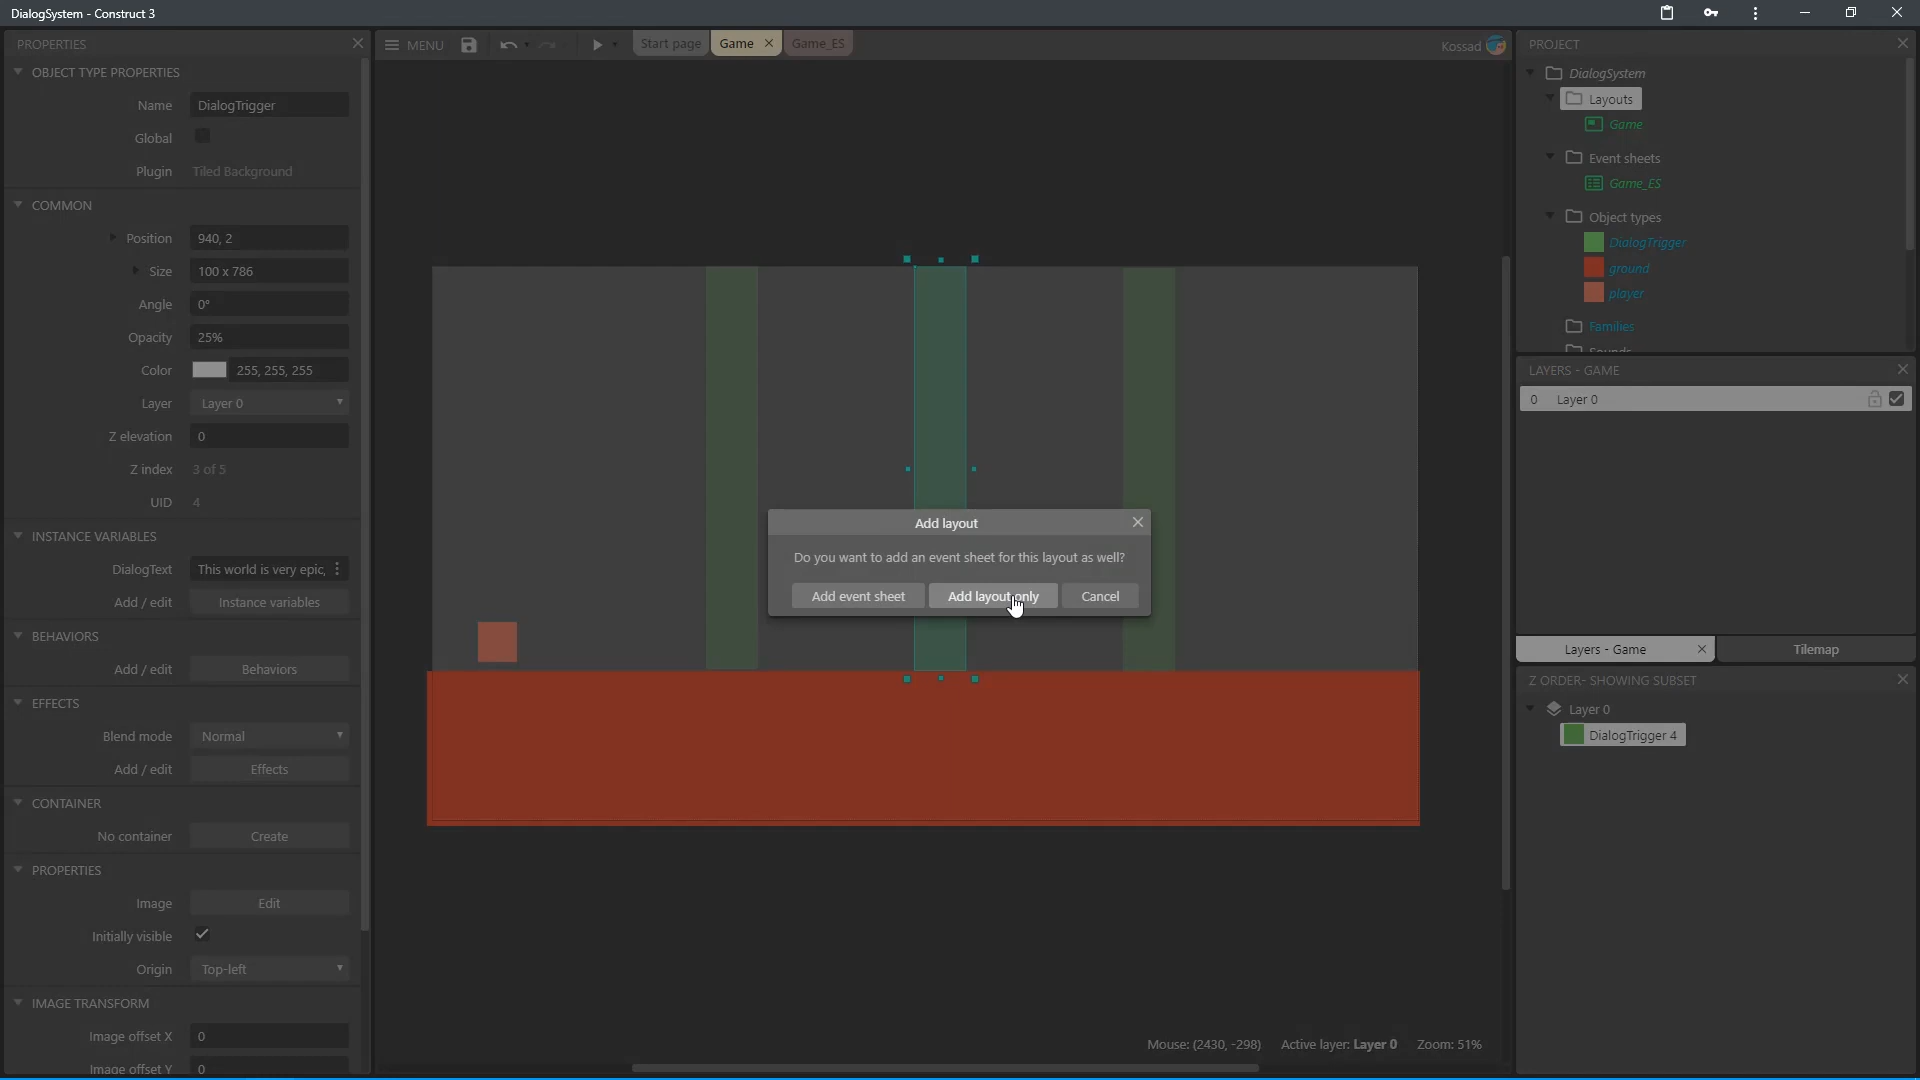 DialogSystem - Construct 3
PROPERTIES
OBJECT TYPE PROPERTIES
Name DialogTrigger
Global
Plugin Tiled Background
COMMON
Position 940, 2
Size 100 x 786
Angle 0°
Opacity 25%
Color 255, 255, 255
Layer Layer 0
Z elevation 0
Z index 3 of 5
UID 4
INSTANCE VARIABLES
DialogText This world is very epic,
Add / edit Instance variables
BEHAVIORS
Add / edit Behaviors
EFFECTS
Blend mode Normal
Add / edit Effects
CONTAINER
No container Create
PROPERTIES
Image Edit
Initially visible
Origin Top-left
IMAGE TRANSFORM
Image offset X 0
Image offset Y 0
MENU
Start page
Game
Game_ES
Kossad
Add layout
Do you want to add an event sheet for this layout as well?
Add event sheet
Add layout only
Cancel
Mouse: (2430, -298) Active layer: Layer 0 Zoom: 51%
PROJECT
DialogSystem
Layouts
Game
Event sheets
Game_ES
Object types
DialogTrigger
ground
player
Families
Sounds
LAYERS - GAME
0 Layer 0
Layers - Game
Tilemap
Z ORDER- SHOWING SUBSET
Layer 0
DialogTrigger 4